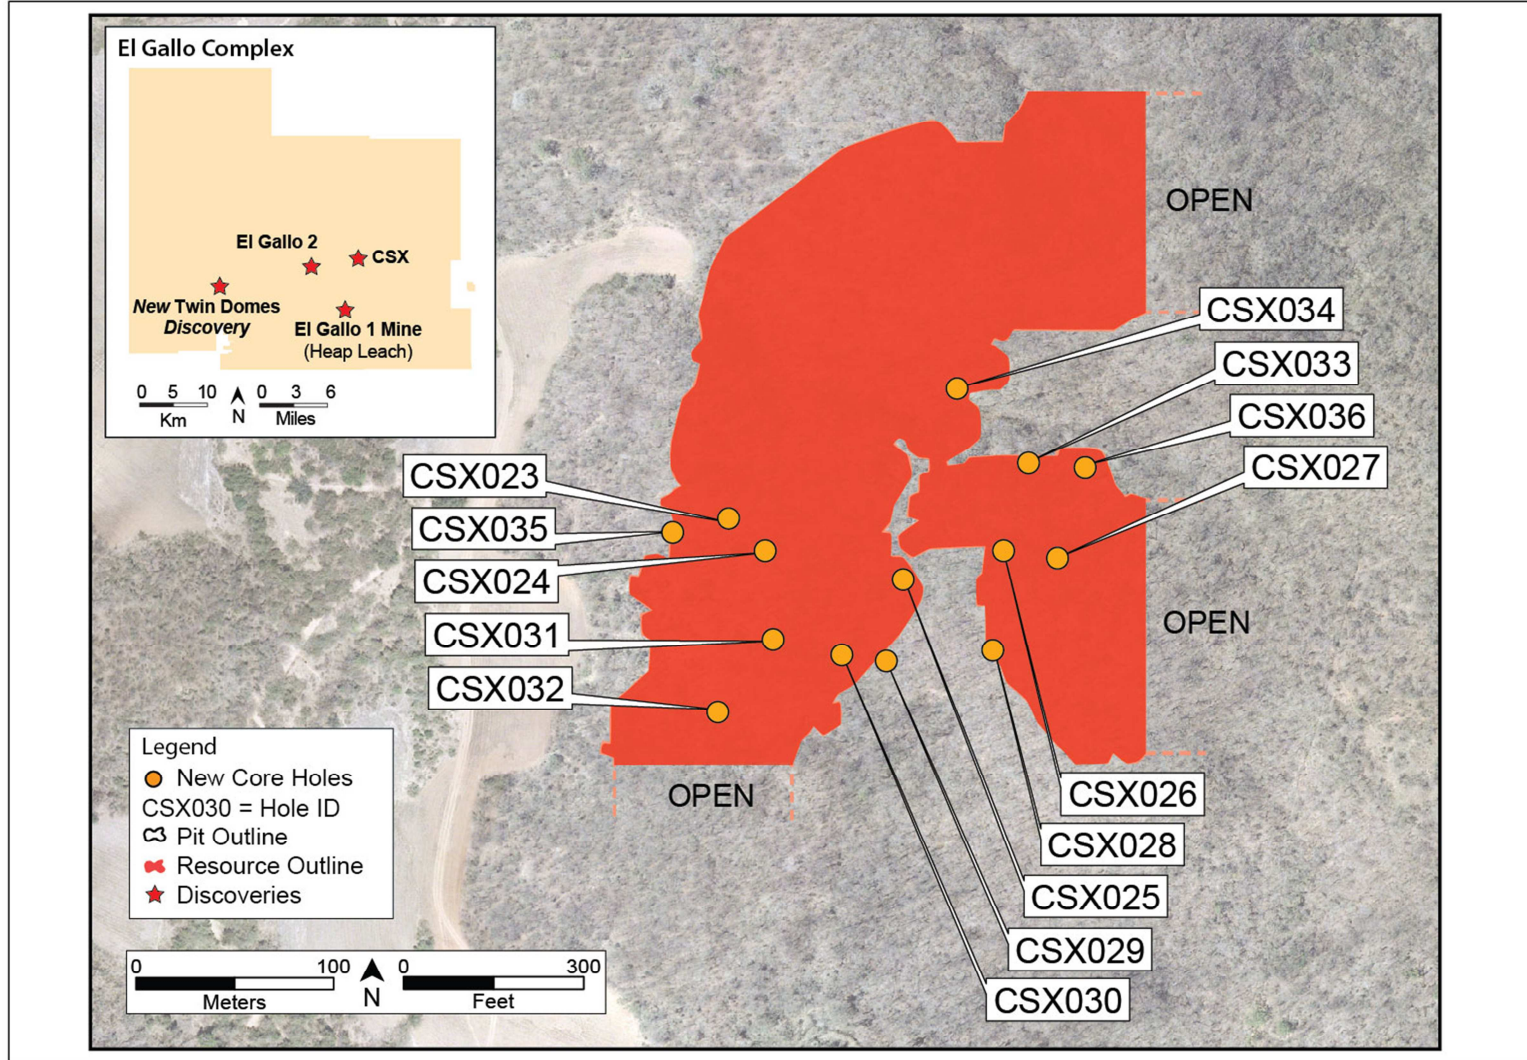 El Gallo Complex
El Gallo 2
CSX
New Twin Domes
Discovery
El Gallo 1 Mine
(Heap Leach)
0 5 10
Km
N
0 3 6
Miles
OPEN
CSX034
CSX033
CSX036
CSX027
CSX023
CSX035
CSX024
CSX031
CSX032
OPEN
OPEN
CSX026
CSX028
CSX025
CSX029
CSX030
Legend
New Core Holes
CSX030 = Hole ID
Pit Outline
Resource Outline
Discoveries
0 100
Meters
N
0 300
Feet